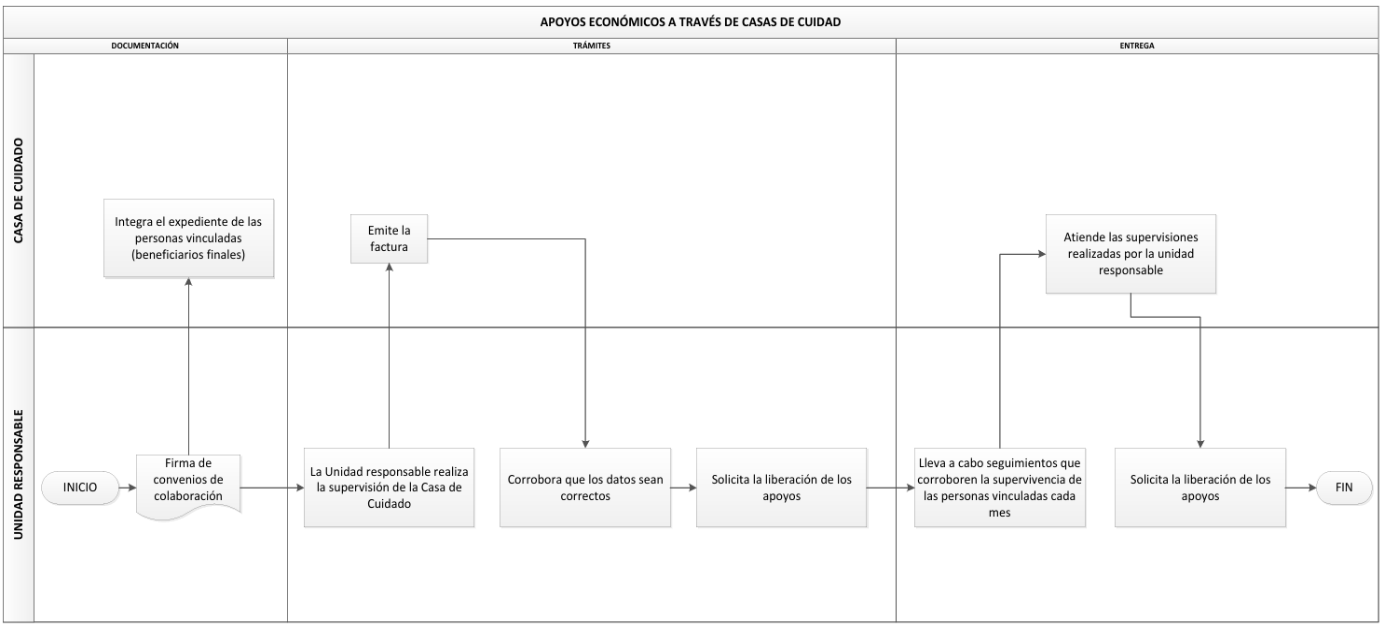 APOYOS ECONÓMICOS A TRAVÉS DE CASAS DE CUIDAD
DOCUMENTACIÓN
TRÁMITES
ENTREGA
CASA DE CUIDADO
Integra el expediente de las
personas vinculadas
(beneficiarios finales)
Emite la
factura
Atiende las supervisiones
realizadas por la unidad
responsable
UNIDAD RESPONSABLE
INICIO
Firma de
convenios de
colaboración
La Unidad responsable realiza
la supervisión de la Casa de
Cuidado
Corrobora que los datos sean
correctos
Solicita la liberación de los
apoyos
Lleva a cabo seguimientos que
corroboren la supervivencia de
las personas vinculadas cada
mes
Solicita la liberación de los
apoyos
FIN